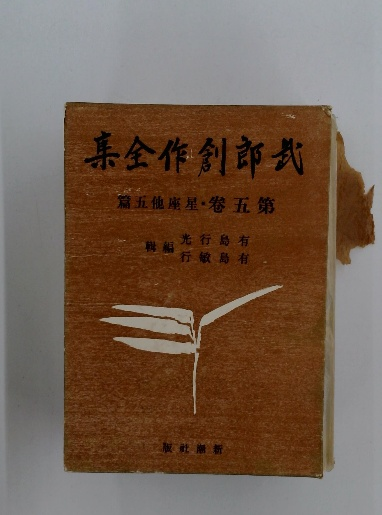 武郎創作全集
第五卷・星座他五篇
有島行光
有島敏行
編輯
新潮社版